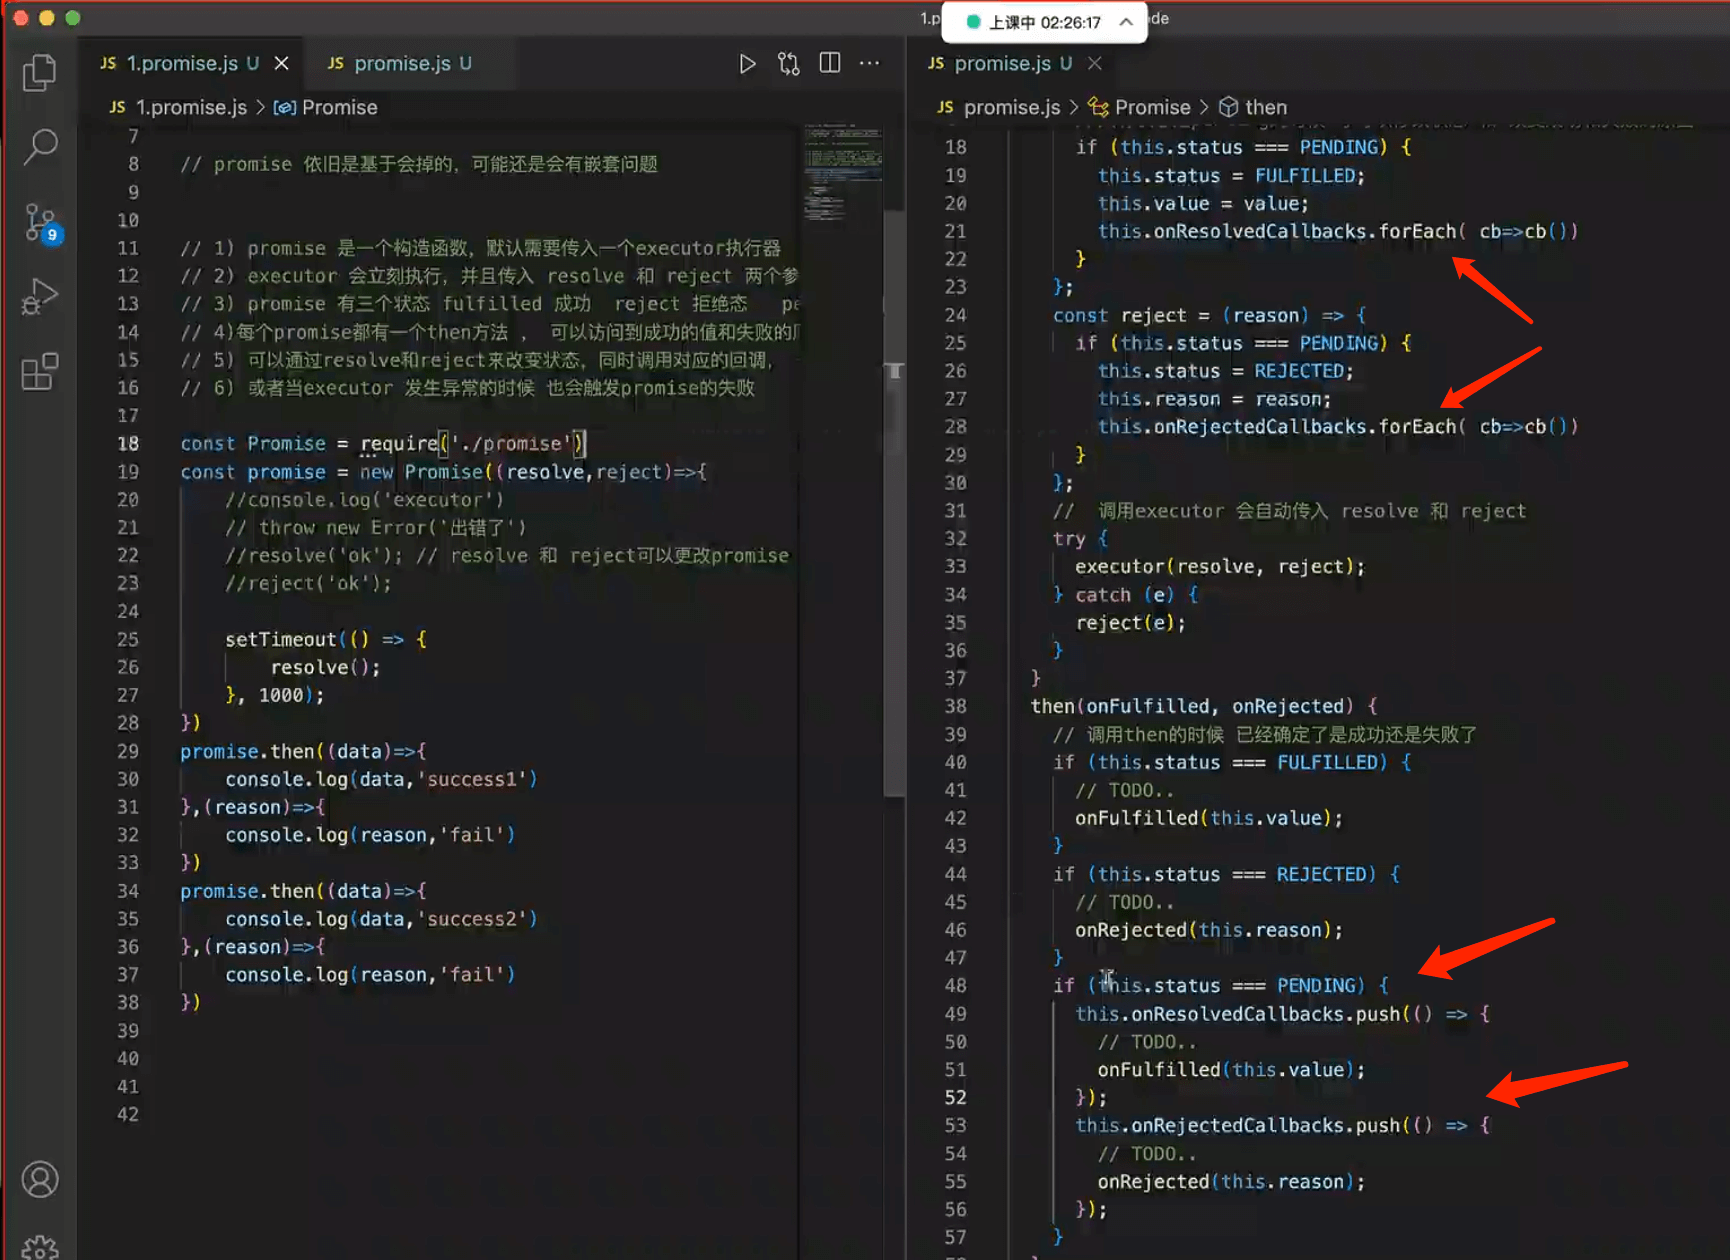 1.p
上课中 02:26:17
ode
JS 1.promise.js U
JS promise.js U
JS 1.promise.js > Promise
7
8 // promise 依旧是基于会掉的，可能还是会有嵌套问题
9
10
11 // 1) promise 是一个构造函数，默认需要传入一个executor执行器
12 // 2) executor 会立刻执行，并且传入 resolve 和 reject 两个参
13 // 3) promise 有三个状态 fulfilled 成功 reject 拒绝态 pe
14 // 4)每个promise都有一个then方法 ， 可以访问到成功的值和失败的
15 // 5) 可以通过resolve和reject来改变状态，同时调用对应的回调，
16 // 6) 或者当executor 发生异常的时候 也会触发promise的失败
17
18 const Promise = require('./promise')
19 const promise = new Promise((resolve,reject)=>{
20 //console.log('executor')
21 // throw new Error('出错了')
22 //resolve('ok'); // resolve 和 reject可以更改promise
23 //reject('ok');
24
25 setTimeout(() => {
26 resolve();
27 }, 1000);
28 })
29 promise.then((data)=>{
30 console.log(data,'success1')
31 },(reason)=>{
32 console.log(reason,'fail')
33 })
34 promise.then((data)=>{
35 console.log(data,'success2')
36 },(reason)=>{
37 console.log(reason,'fail')
38 })
39
40
41
42
9
JS promise.js U
JS promise.js > Promise > then
18 if (this.status === PENDING) {
19 this.status = FULFILLED;
20 this.value = value;
21 this.onResolvedCallbacks.forEach( cb=>cb())
22 }
23 };
24 const reject = (reason) => {
25 if (this.status === PENDING) {
26 this.status = REJECTED;
27 this.reason = reason;
28 this.onRejectedCallbacks.forEach( cb=>cb())
29 }
30 };
31 // 调用executor 会自动传入 resolve 和 reject
32 try {
33 executor(resolve, reject);
34 } catch (e) {
35 reject(e);
36 }
37 }
38 then(onFulfilled, onRejected) {
39 // 调用then的时候 已经确定了是成功还是失败了
40 if (this.status === FULFILLED) {
41 // TODO..
42 onFulfilled(this.value);
43 }
44 if (this.status === REJECTED) {
45 // TODO..
46 onRejected(this.reason);
47 }
48 if (this.status === PENDING) {
49 this.onResolvedCallbacks.push(() => {
50 // TODO..
51 onFulfilled(this.value);
52 });
53 this.onRejectedCallbacks.push(() => {
54 // TODO..
55 onRejected(this.reason);
56 });
57 }